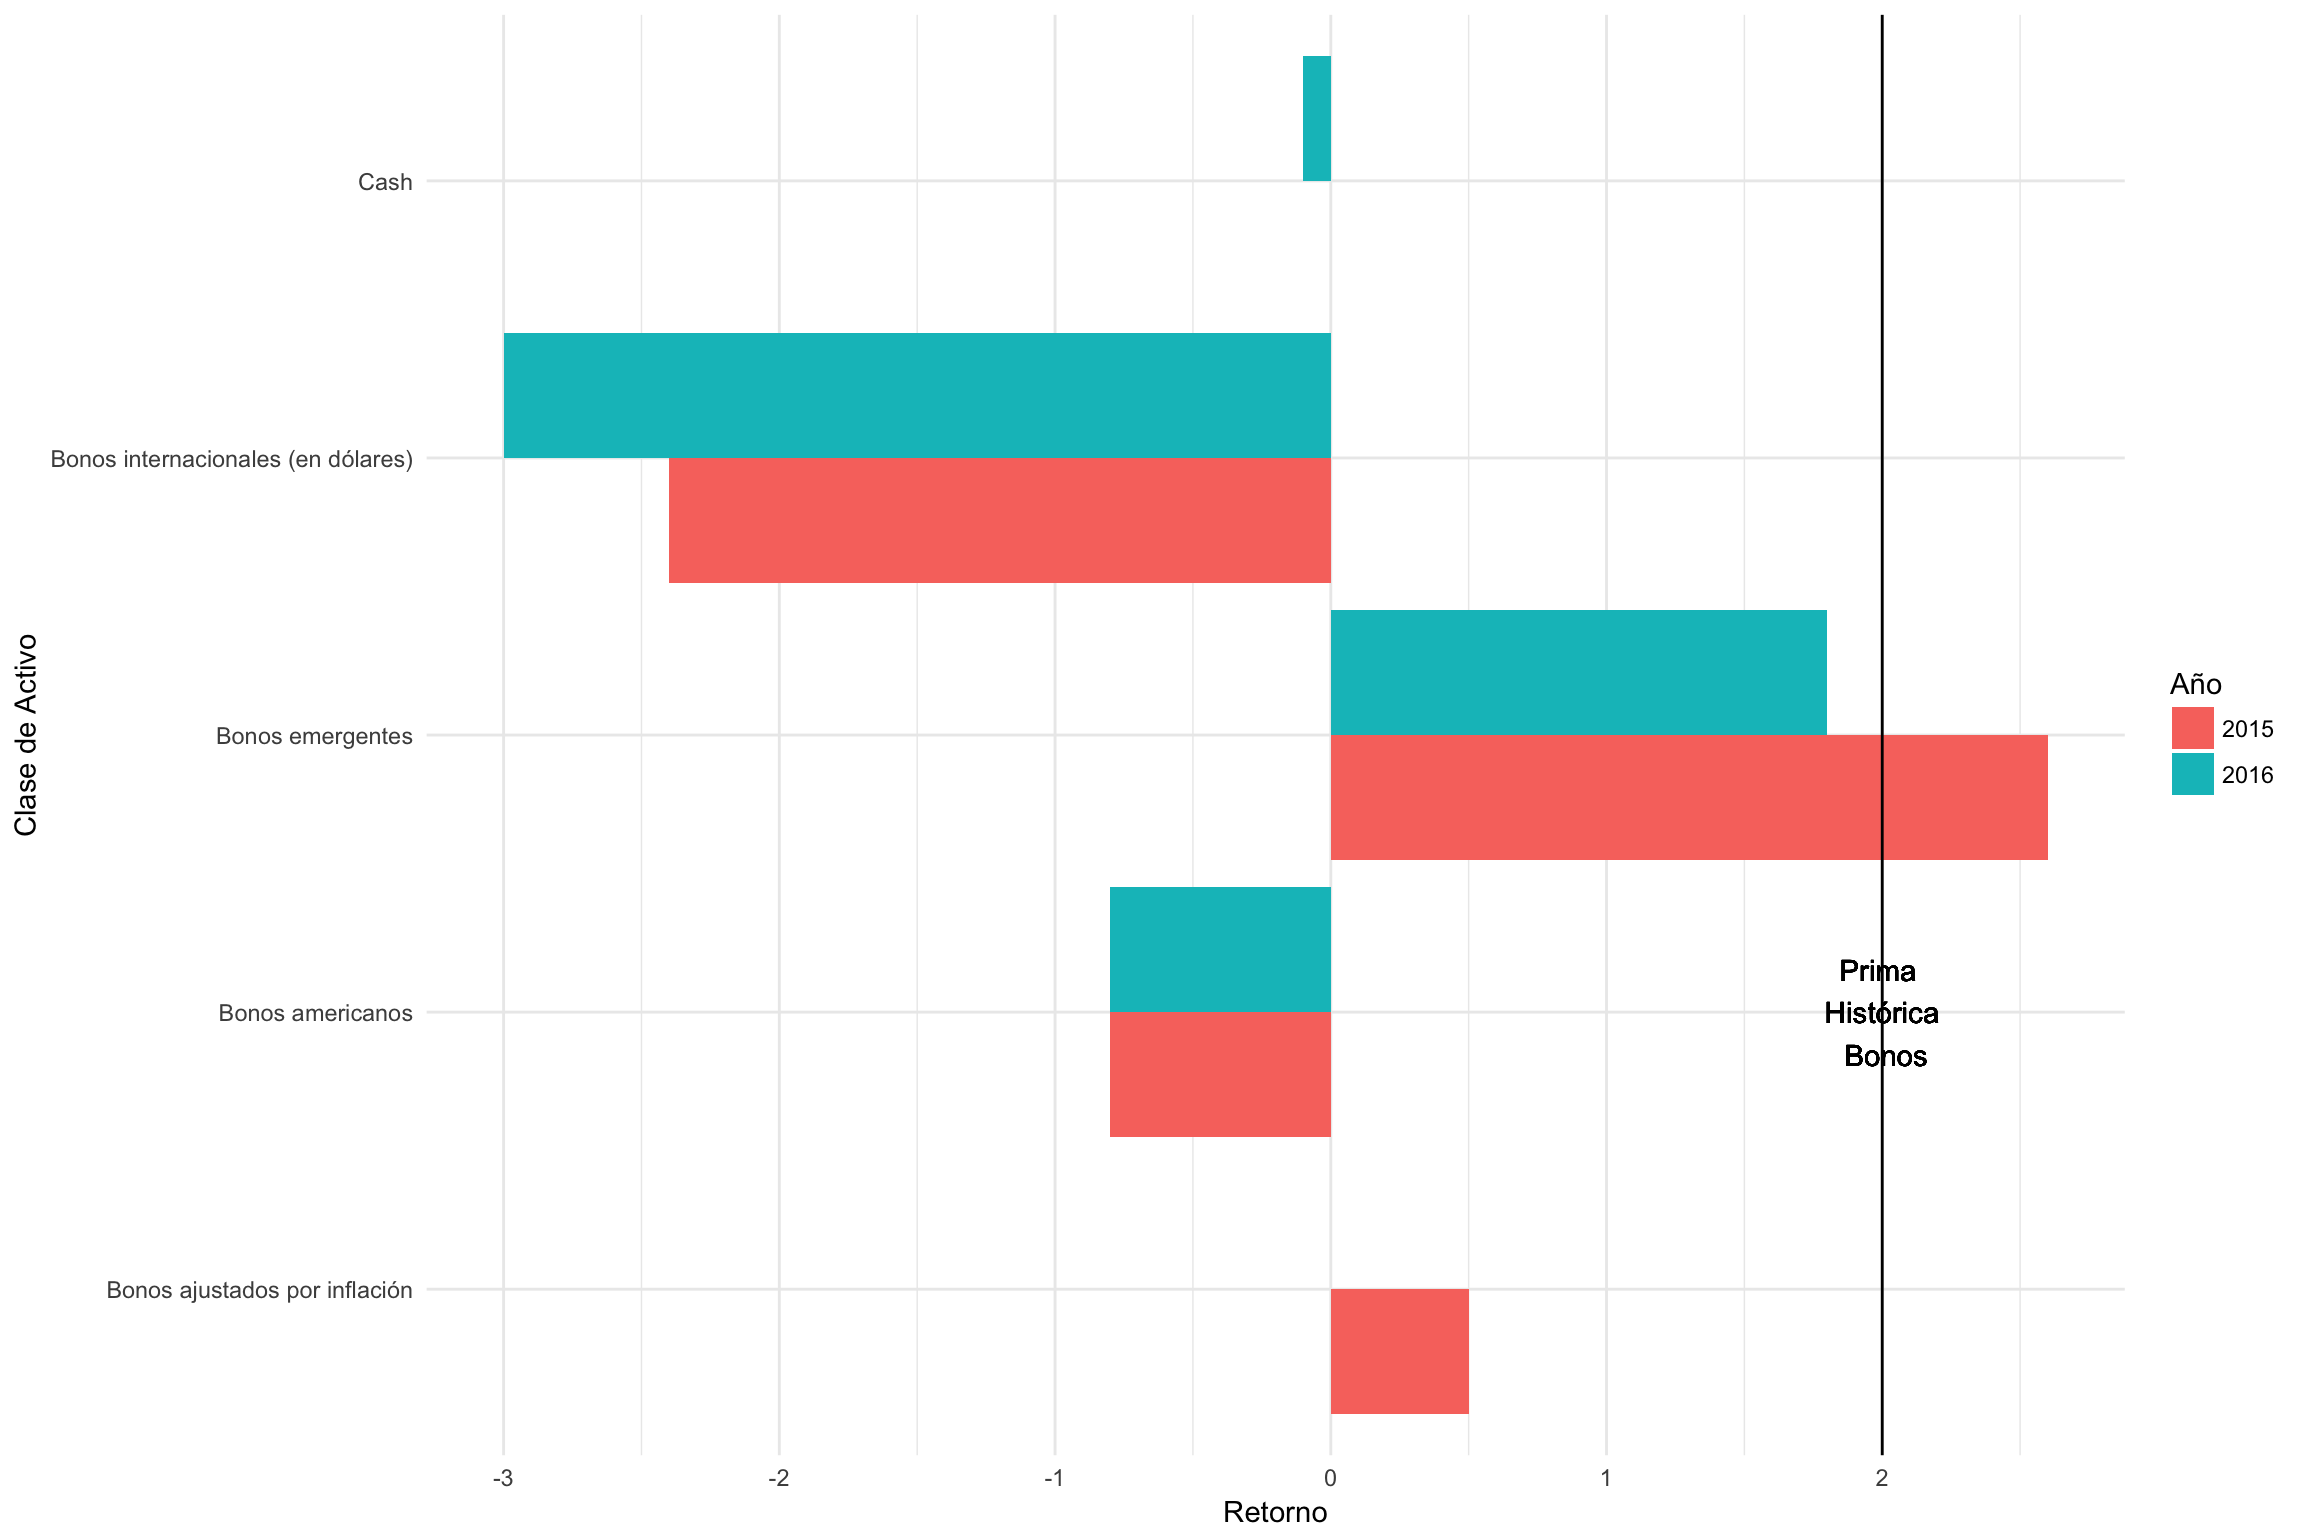 Cash
Bonos internacionales (en dólares)
Bonos emergentes
Bonos americanos
Bonos ajustados por inflación
Clase de Activo
Prima
Histórica
Bonos
-3
-2
-1
0
1
2
Retorno
Año
2015
2016